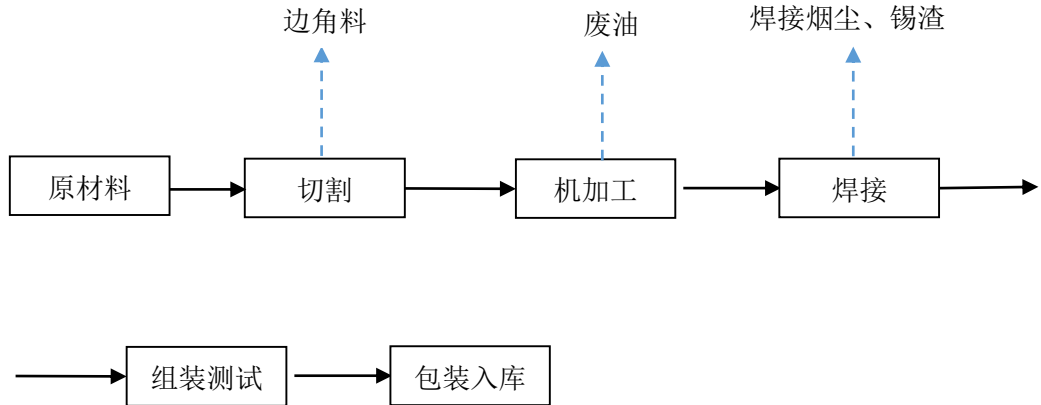 边角料
废油
焊接烟尘、锡渣
原材料
切割
机加工
焊接
组装测试
包装入库